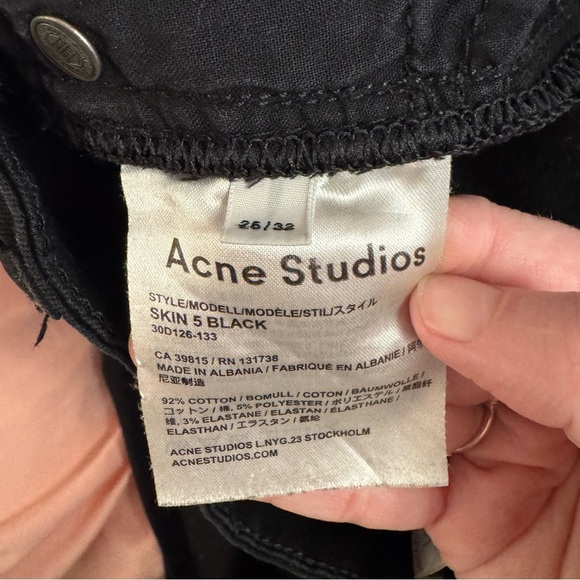 26/32
Acne Studios
STYLE/MODELL/MODÈLE/STIL/スタイル
SKIN 5 BLACK
30D126-133
CA 39815 / RN 131738
MADE IN ALBANIA / FABRIQUÉ EN ALBANIE / 阿
尼亚制造
92% COTTON / BOMULL / COTON / BAUMWOLLE /
コットン / 棉, 5% POLYESTER / ポリエステル / 聚酯纤
维, 3% ELASTANE / ELASTAN / ÉLASTHANE /
ELASTHAN / エラスタン / 氨纶
ACNE STUDIOS L.NYG.23 STOCKHOLM
ACNESTUDIOS.COM